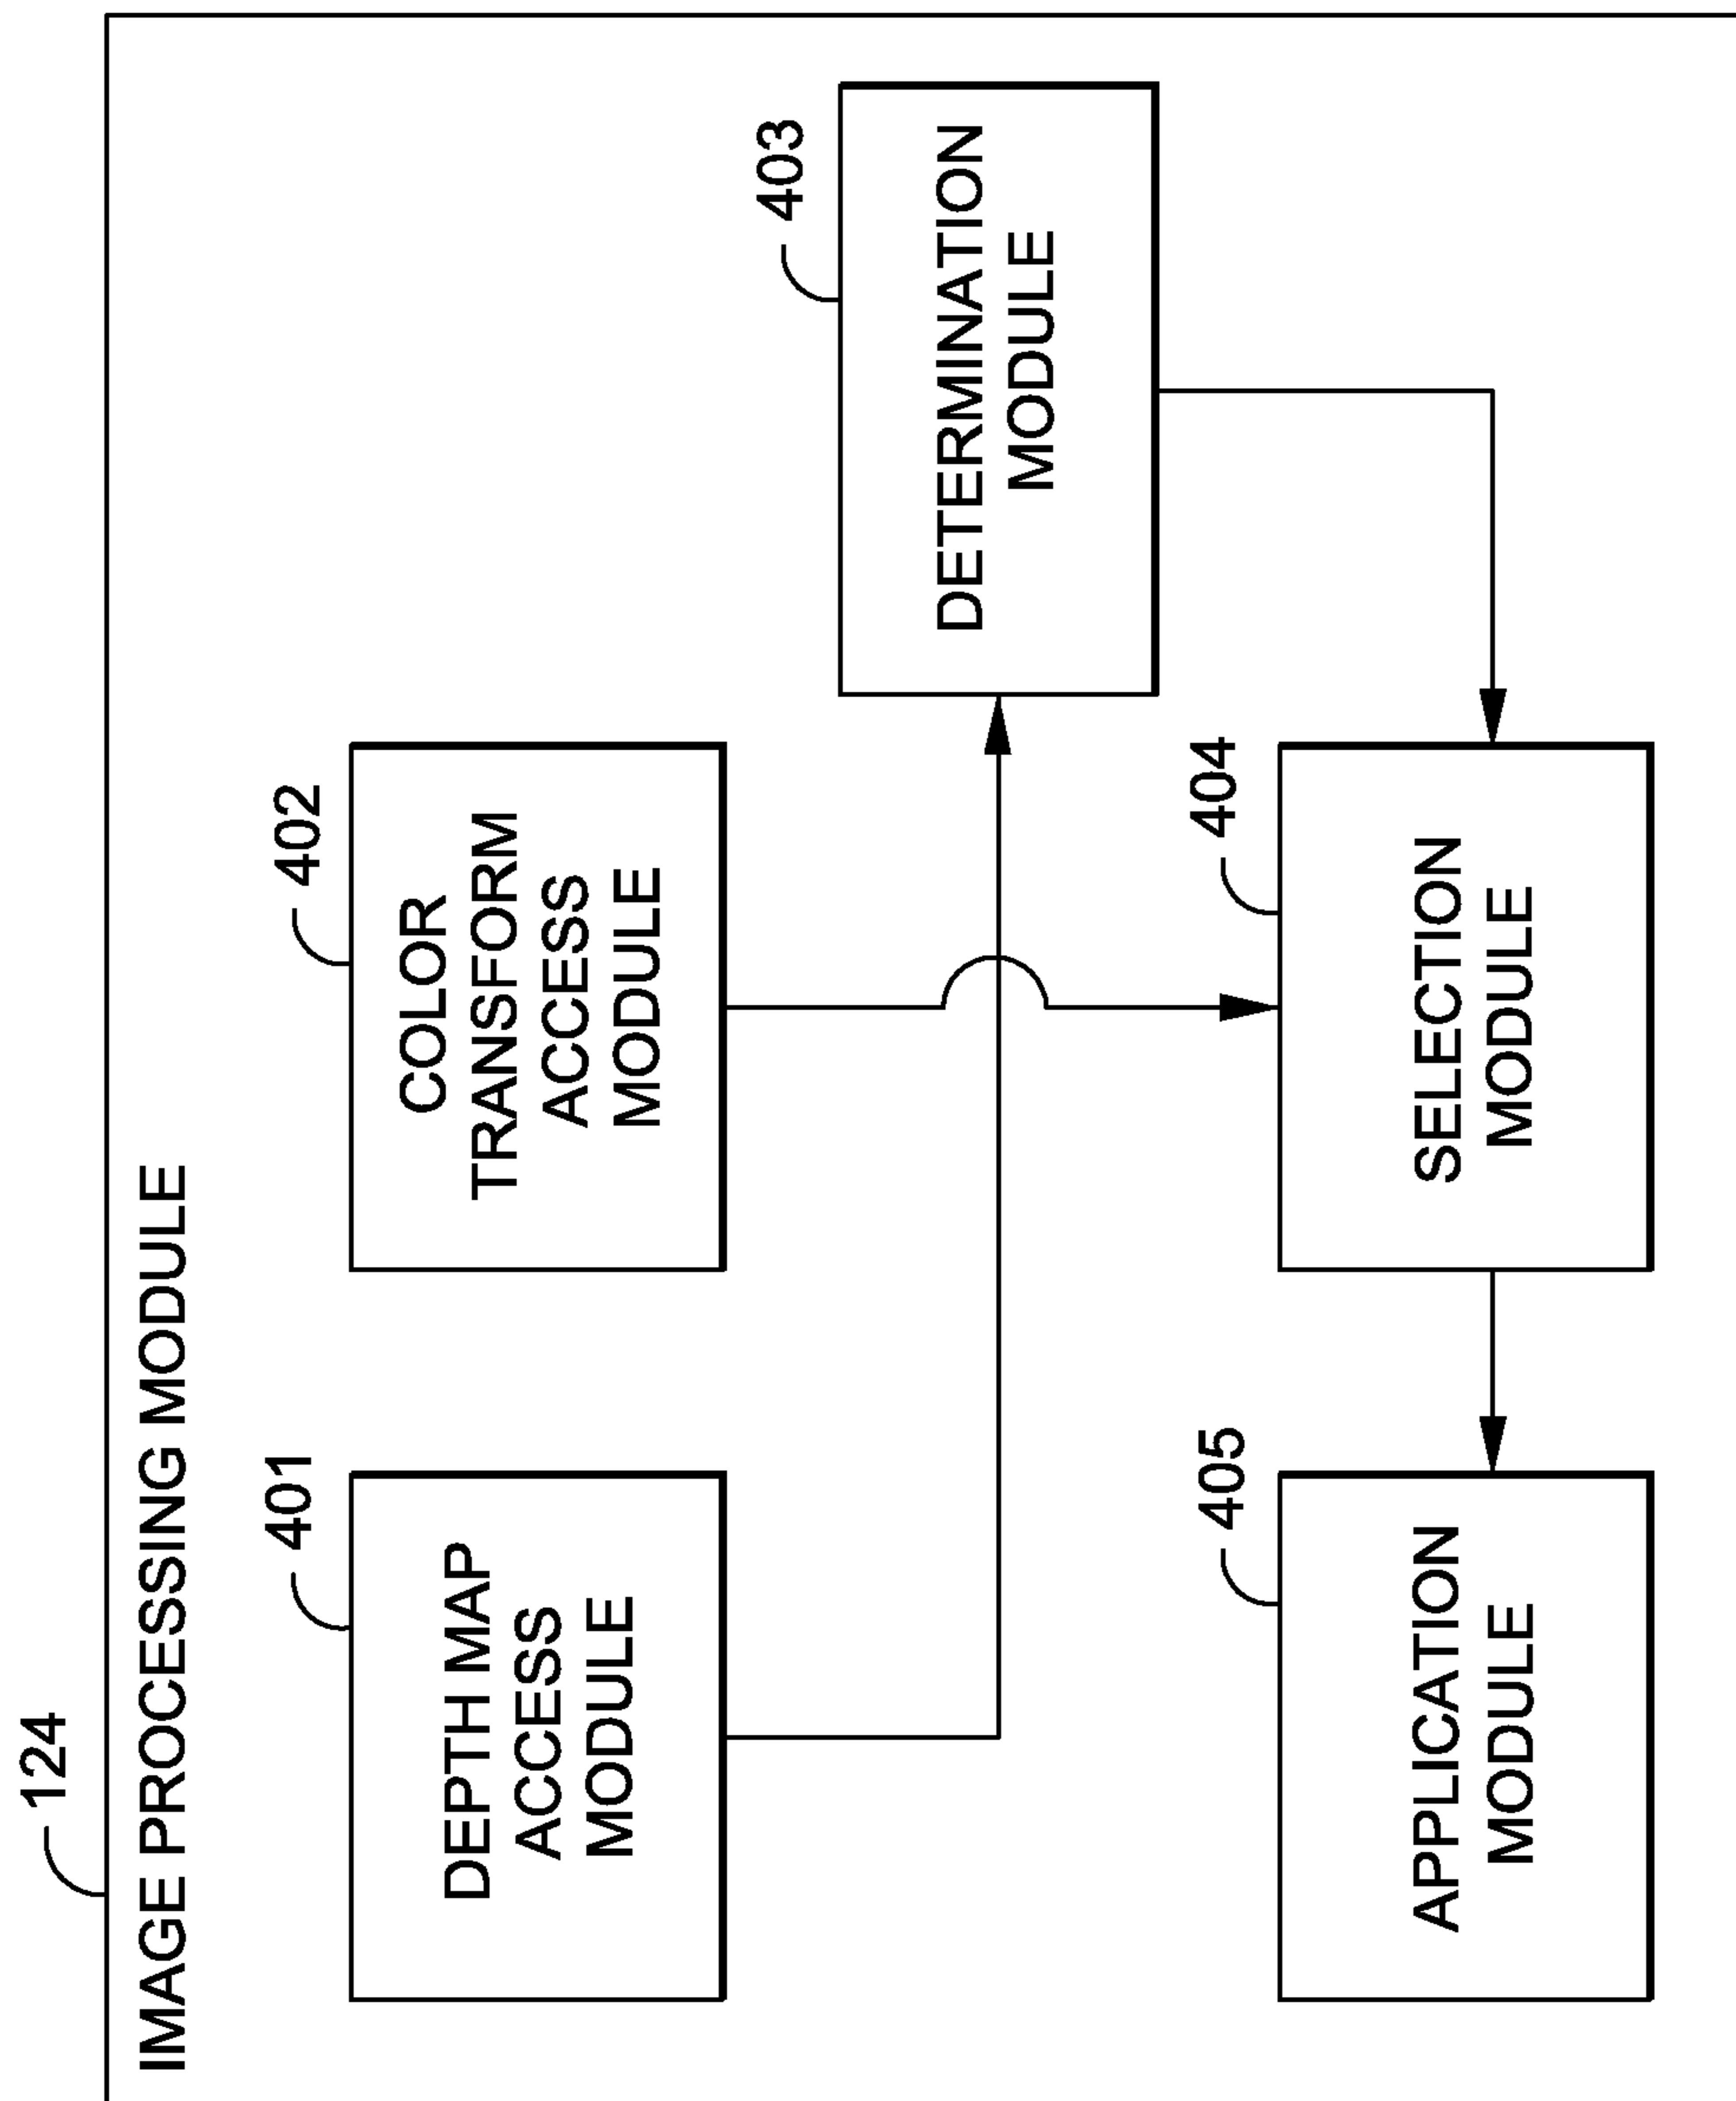 124
IMAGE PROCESSING MODULE
401
DEPTH MAP
ACCESS
MODULE
402
COLOR
TRANSFORM
ACCESS
MODULE
403
DETERMINATION
MODULE
404
SELECTION
MODULE
405
APPLICATION
MODULE